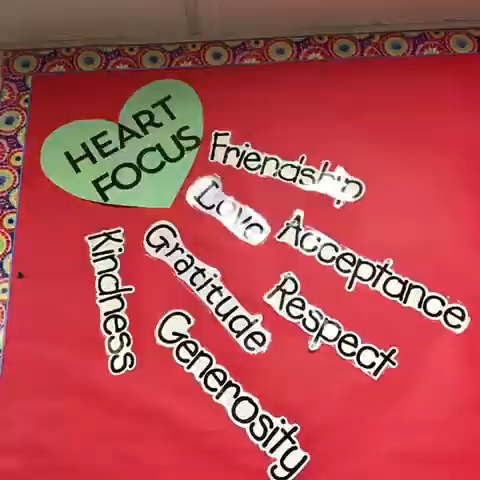 HEART
FOCUS
Friendship
Love
Acceptance
Gratitude
Respect
Kindness
Generosity